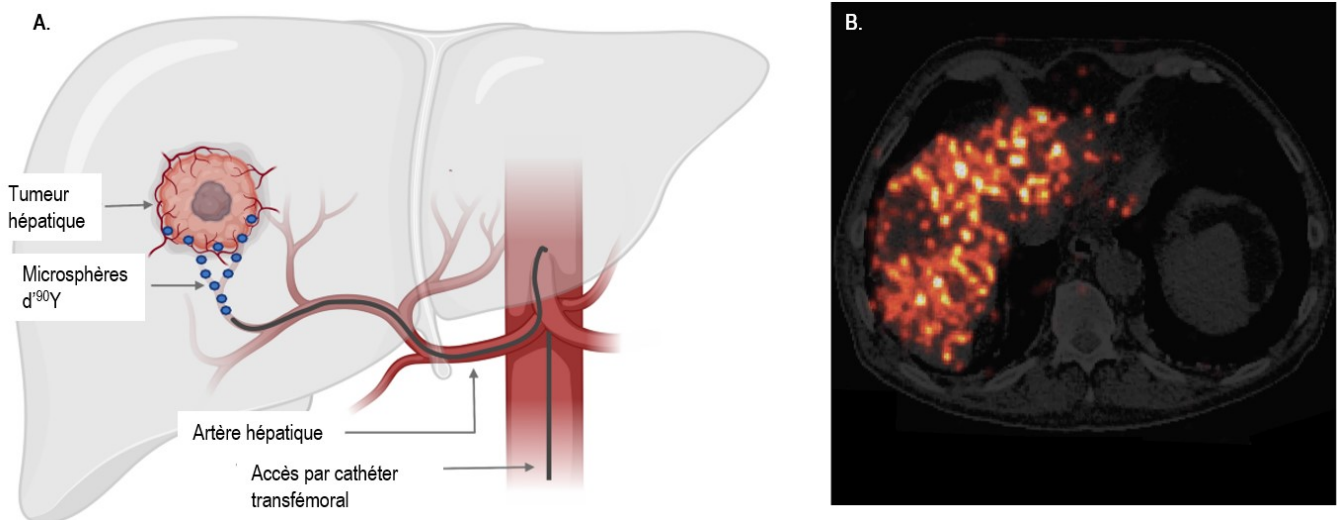 A.
Tumeur
hépatique
Microsphères
d'⁹⁰Y
Artère hépatique
Accès par cathéter
transfémoral
B.